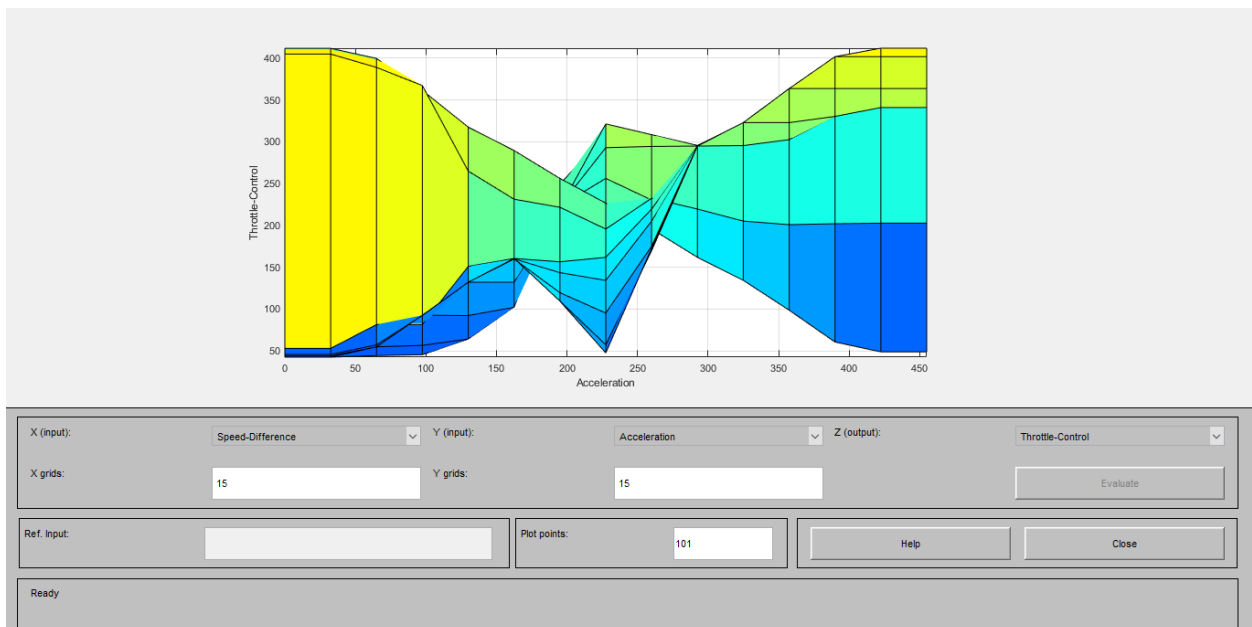 400
350
300
250
200
150
100
50
Throttle-Control
0 50 100 150 200 250 300 350 400 450
Acceleration
X (input): Speed-Difference Y (input): Acceleration Z (output): Throttle-Control
X grids: 15 Y grids: 15 Evaluate
Ref. Input: Plot points: 101 Help Close
Ready